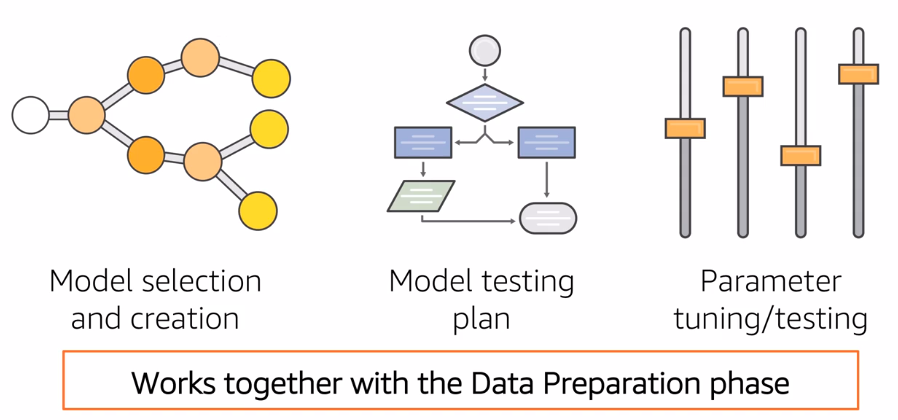 Model selection
and creation
Model testing
plan
Parameter
tuning/testing
Works together with the Data Preparation phase